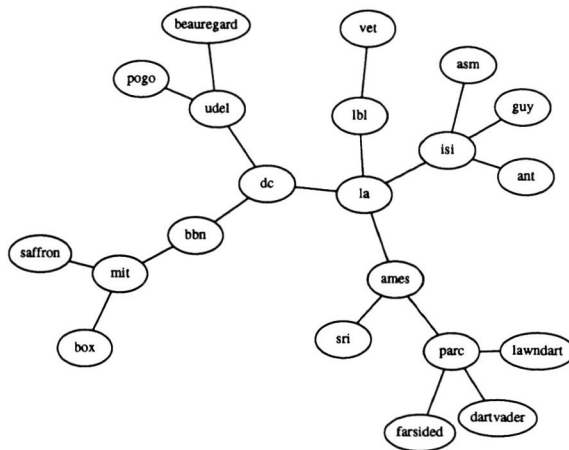 beauregard
vet
pogo
asm
udel
lbl
guy
isi
ant
dc
la
bbn
saffron
mit
ames
box
sri
parc
lawndart
dartvader
farsided